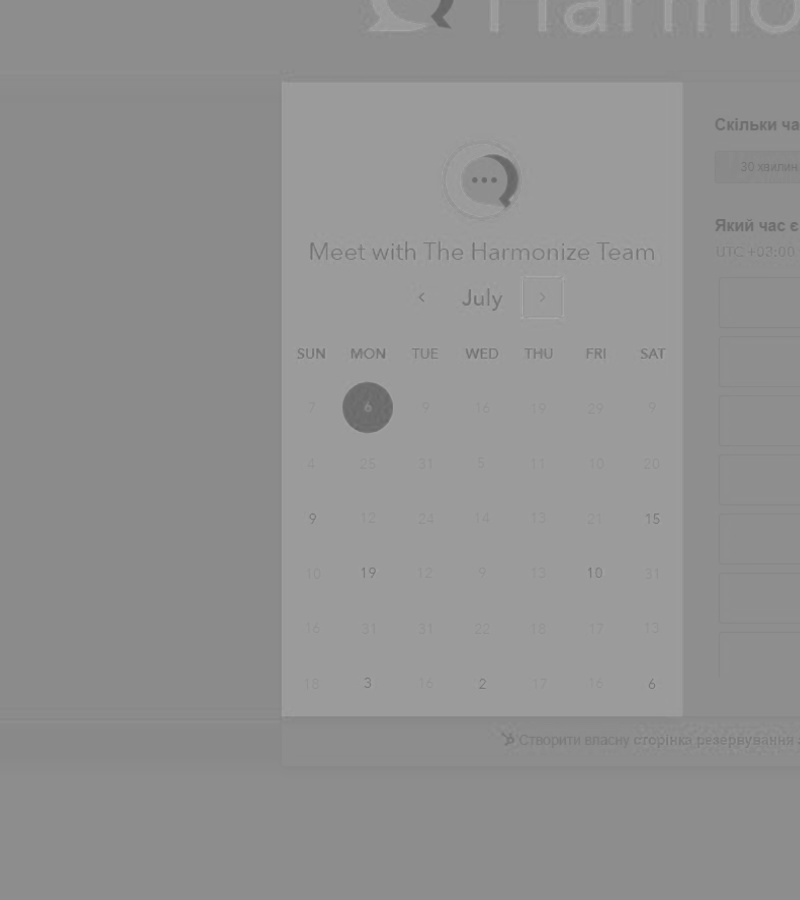 Harmo
Meet with The Harmonize Team
July
SUN MON TUE WED THU FRI SAT
7 6 9 16 19 29 9
4 25 31 5 11 10 20
9 12 24 14 13 21 15
10 19 12 9 13 10 31
16 31 31 22 18 17 13
18 3 16 2 17 16 6
Скільки ча
30 хвилин
Який час є
UTC +03:00
Створити власну сторінка резервування